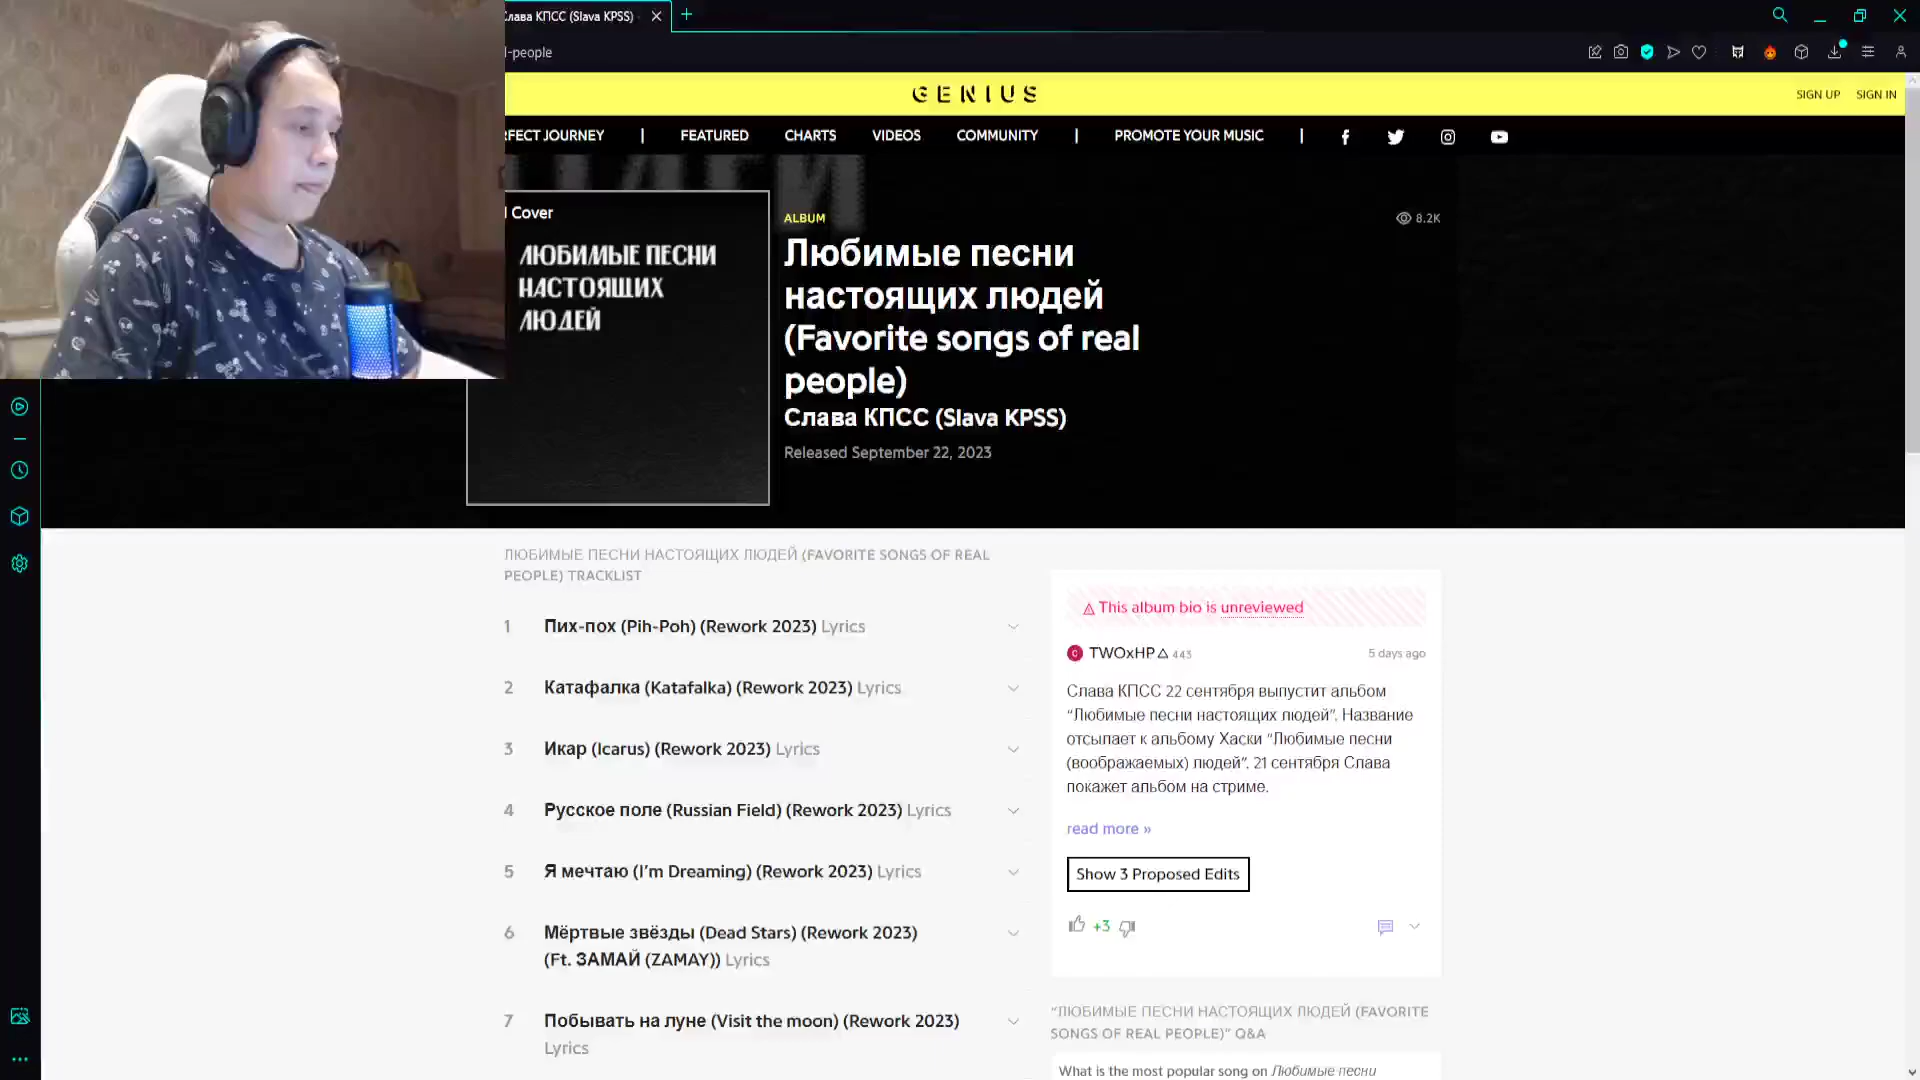 Слава КПСС (Slava KPSS)
l-people
GENIUS
SIGN UP SIGN IN
RFECT JOURNEY | FEATURED CHARTS VIDEOS COMMUNITY | PROMOTE YOUR MUSIC |
l Cover
ЛЮБИМЫЕ ПЕСНИ
НАСТОЯЩИХ
ЛЮДЕЙ
ALBUM
8.2K
Любимые песни
настоящих людей
(Favorite songs of real
people)
Слава КПСС (Slava KPSS)
Released September 22, 2023
ЛЮБИМЫЕ ПЕСНИ НАСТОЯЩИХ ЛЮДЕЙ (FAVORITE SONGS OF REAL
PEOPLE) TRACKLIST
1 Пих-пох (Pih-Poh) (Rework 2023) Lyrics
2 Катафалка (Katafalka) (Rework 2023) Lyrics
3 Икар (Icarus) (Rework 2023) Lyrics
4 Русское поле (Russian Field) (Rework 2023) Lyrics
5 Я мечтаю (I’m Dreaming) (Rework 2023) Lyrics
6 Мёртвые звёзды (Dead Stars) (Rework 2023)
(Ft. ЗАМАЙ (ZAMAY)) Lyrics
7 Побывать на луне (Visit the moon) (Rework 2023)
Lyrics
This album bio is unreviewed
TWOxHP 443
5 days ago
Слава КПСС 22 сентября выпустит альбом
“Любимые песни настоящих людей”. Название
отсылает к альбому Хаски “Любимые песни
(воображаемых) людей”. 21 сентября Слава
покажет альбом на стриме.
read more »
Show 3 Proposed Edits
+3
“ЛЮБИМЫЕ ПЕСНИ НАСТОЯЩИХ ЛЮДЕЙ (FAVORITE
SONGS OF REAL PEOPLE)” Q&A
What is the most popular song on Любимые песни